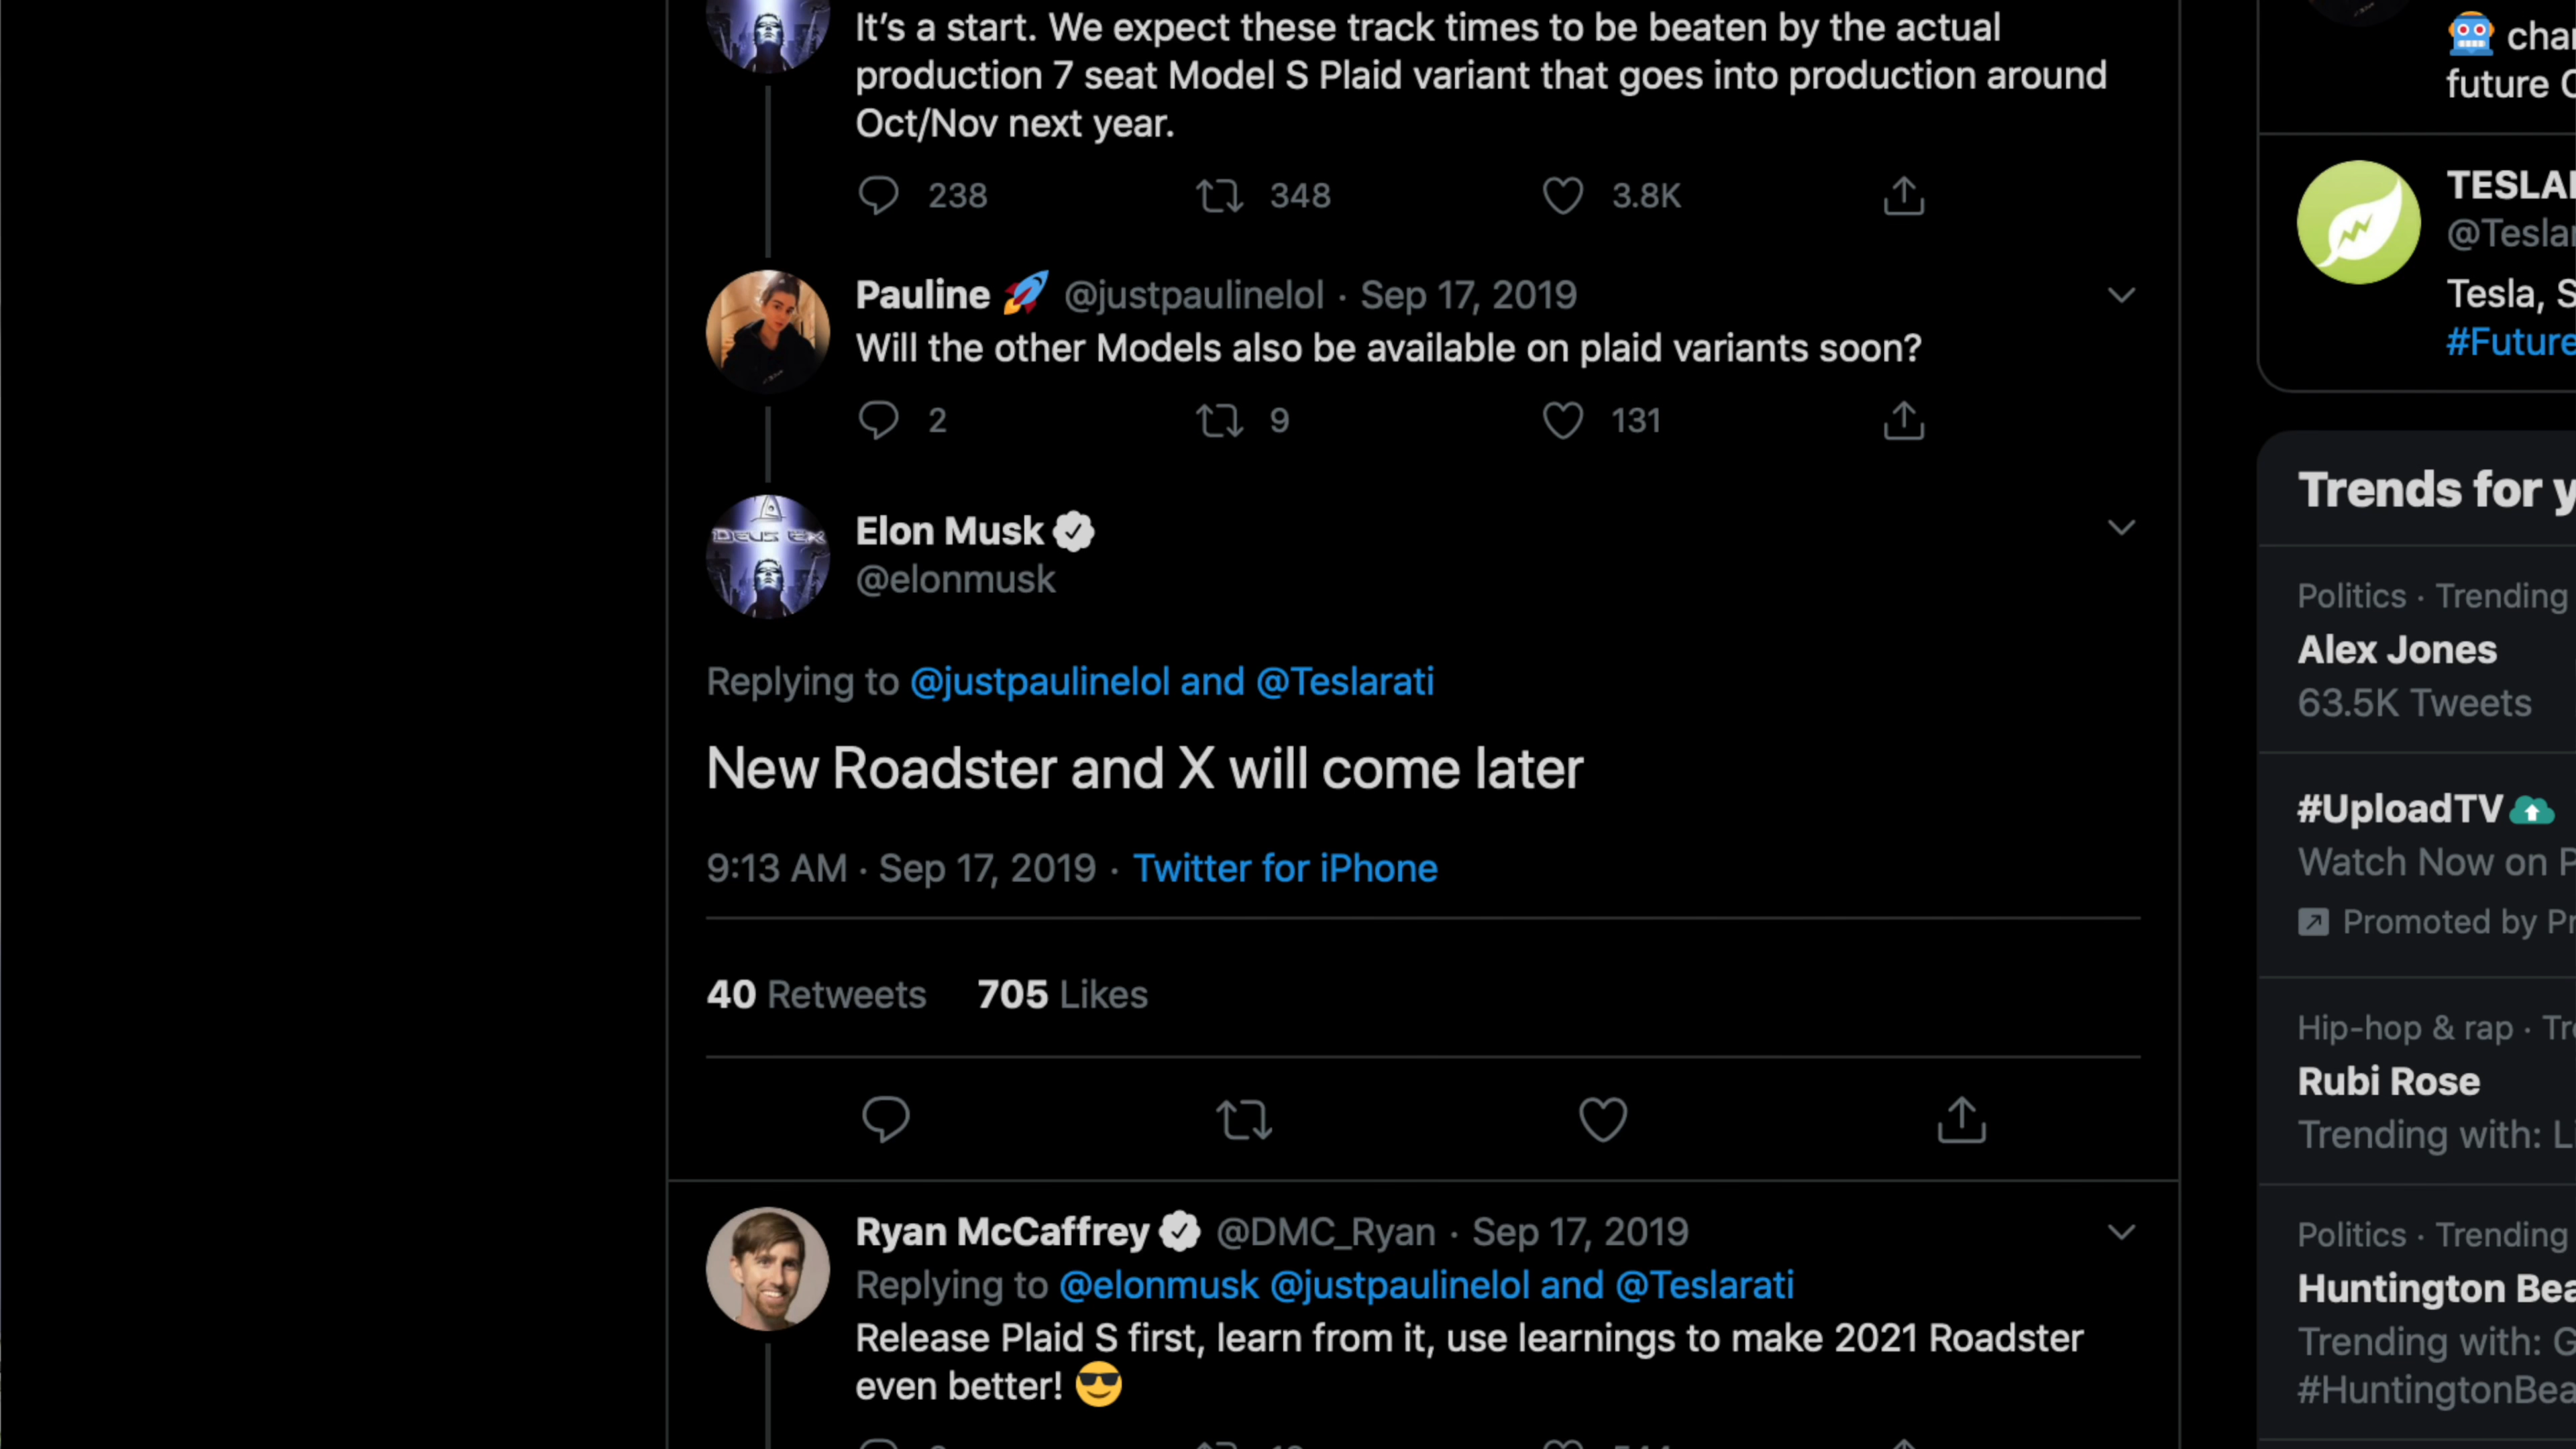 It's a start. We expect these track times to be beaten by the actual
production 7 seat Model S Plaid variant that goes into production around
Oct/Nov next year.
238 348 3.8K
Pauline 🚀 @justpaulinelol · Sep 17, 2019
Will the other Models also be available on plaid variants soon?
2 9 131
DEUS EX
Elon Musk
@elonmusk
Replying to @justpaulinelol and @Teslarati
New Roadster and X will come later
9:13 AM · Sep 17, 2019 · Twitter for iPhone
40 Retweets 705 Likes
Ryan McCaffrey @DMC_Ryan · Sep 17, 2019
Replying to @elonmusk @justpaulinelol and @Teslarati
Release Plaid S first, learn from it, use learnings to make 2021 Roadster
even better! 😎
🤖
future
Tesla,
Trends for
Politics · Trending
Alex Jones
63.5K Tweets
#UploadTV
Watch Now on
Promoted by
Hip-hop & rap ·
Rubi Rose
Trending with:
Politics · Trending
Huntington
Trending with: